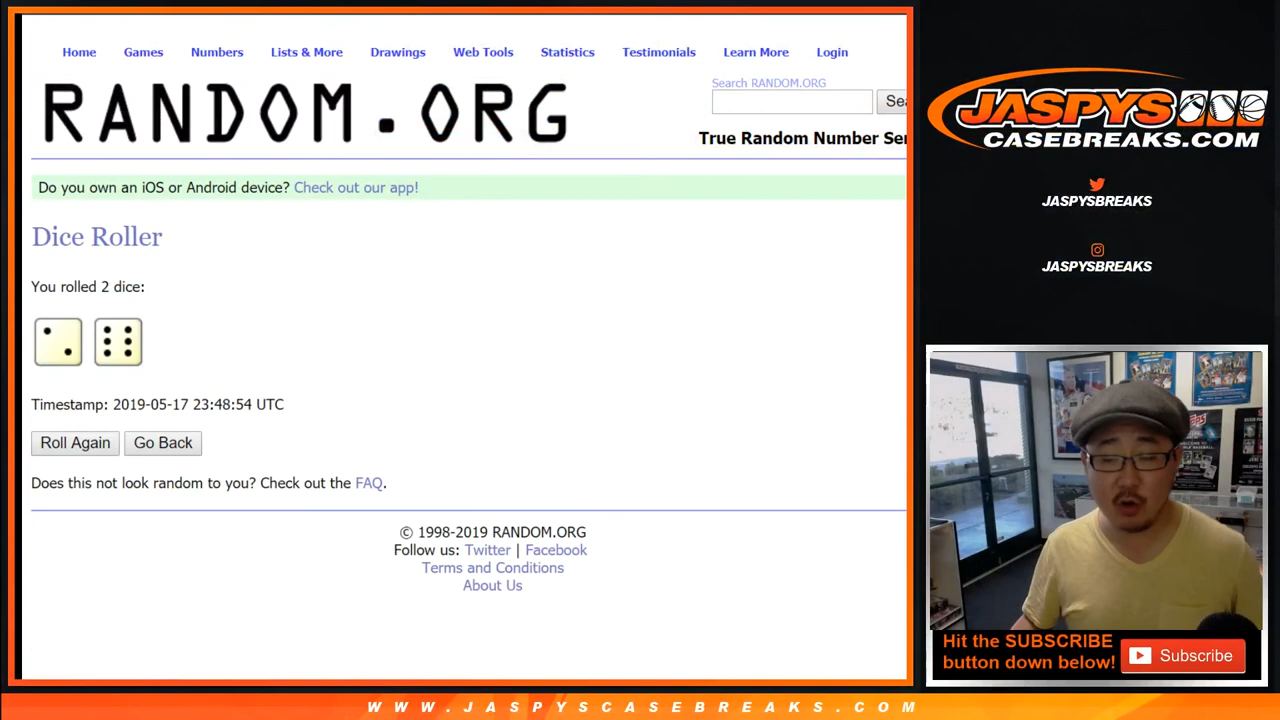 Home Games Numbers Lists & More Drawings Web Tools Statistics Testimonials Learn More Login
RANDOM.ORG
Search RANDOM.ORG
Sea
True Random Number Ser
Do you own an iOS or Android device? Check out our app!
Dice Roller
You rolled 2 dice:
Timestamp: 2019-05-17 23:48:54 UTC
Roll Again Go Back
Does this not look random to you? Check out the FAQ.
© 1998-2019 RANDOM.ORG
Follow us: Twitter | Facebook
Terms and Conditions
About Us
JASPYS
CASEBREAKS.COM
JASPYSBREAKS
JASPYSBREAKS
Hit the SUBSCRIBE
button down below!
Subscribe
WWW.JASPYSCASEBREAKS.COM